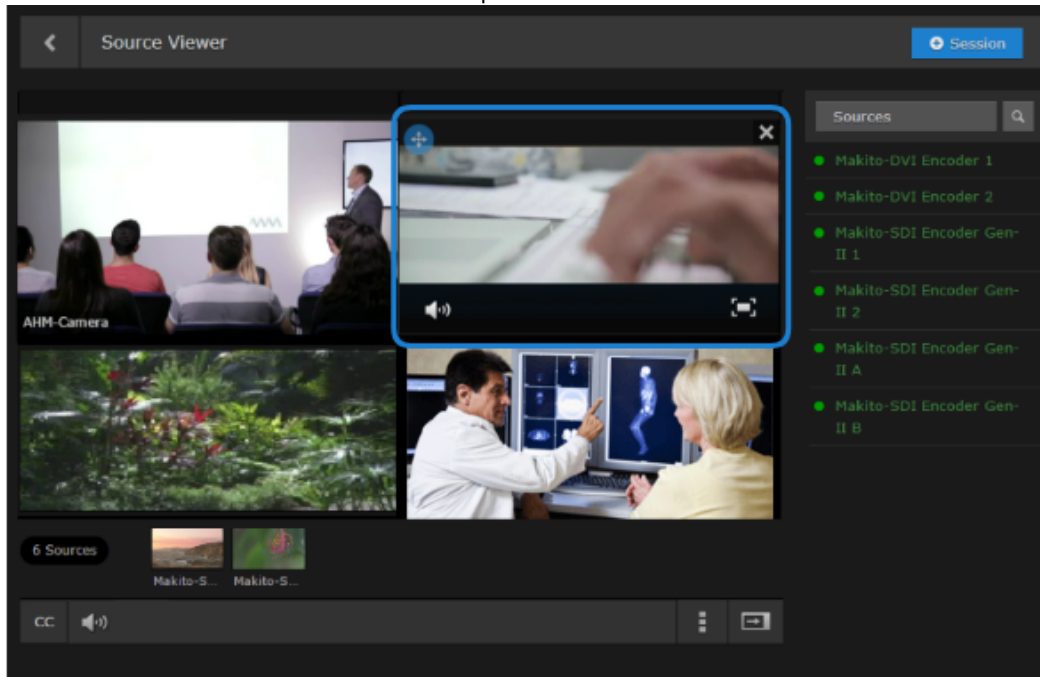 Source Viewer
Session
Sources
Makito-DVI Encoder 1
Makito-DVI Encoder 2
Makito-SDI Encoder Gen-
II 1
Makito-SDI Encoder Gen-
II 2
Makito-SDI Encoder Gen-
II A
Makito-SDI Encoder Gen-
II B
AHM-Camera
6 Sources
Makito-S...
Makito-S...
CC